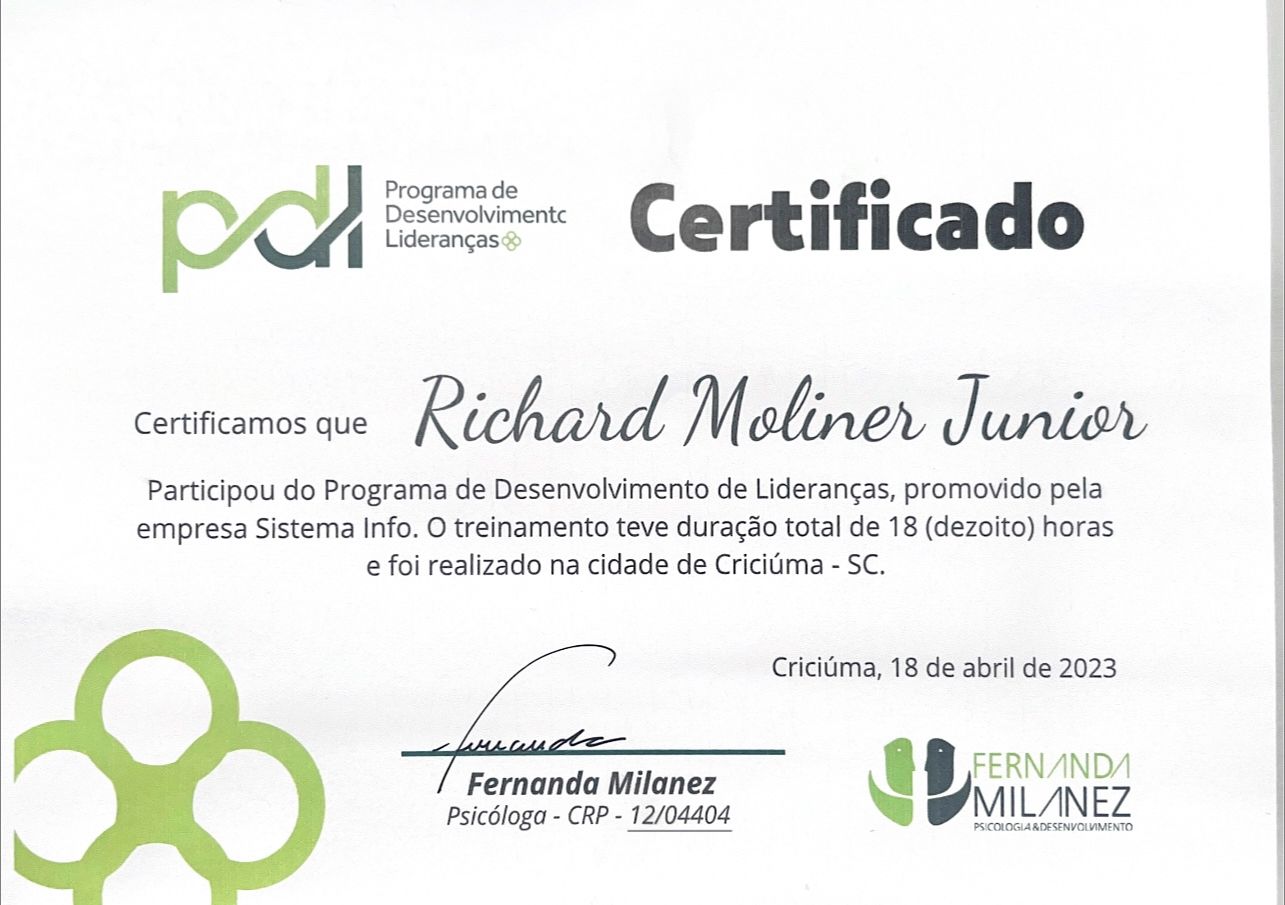 pdl
Programa de
Desenvolvimento
Lideranças
Certificado
Certificamos que Richard Moliner Junior
Participou do Programa de Desenvolvimento de Lideranças, promovido pela
empresa Sistema Info. O treinamento teve duração total de 18 (dezoito) horas
e foi realizado na cidade de Criciúma - SC.
Criciúma, 18 de abril de 2023
Fernanda
Fernanda Milanez
Psicóloga - CRP - 12/04404
FERNANDA
MILANEZ
PSICOLOGIA&DESENVOLVIMENTO